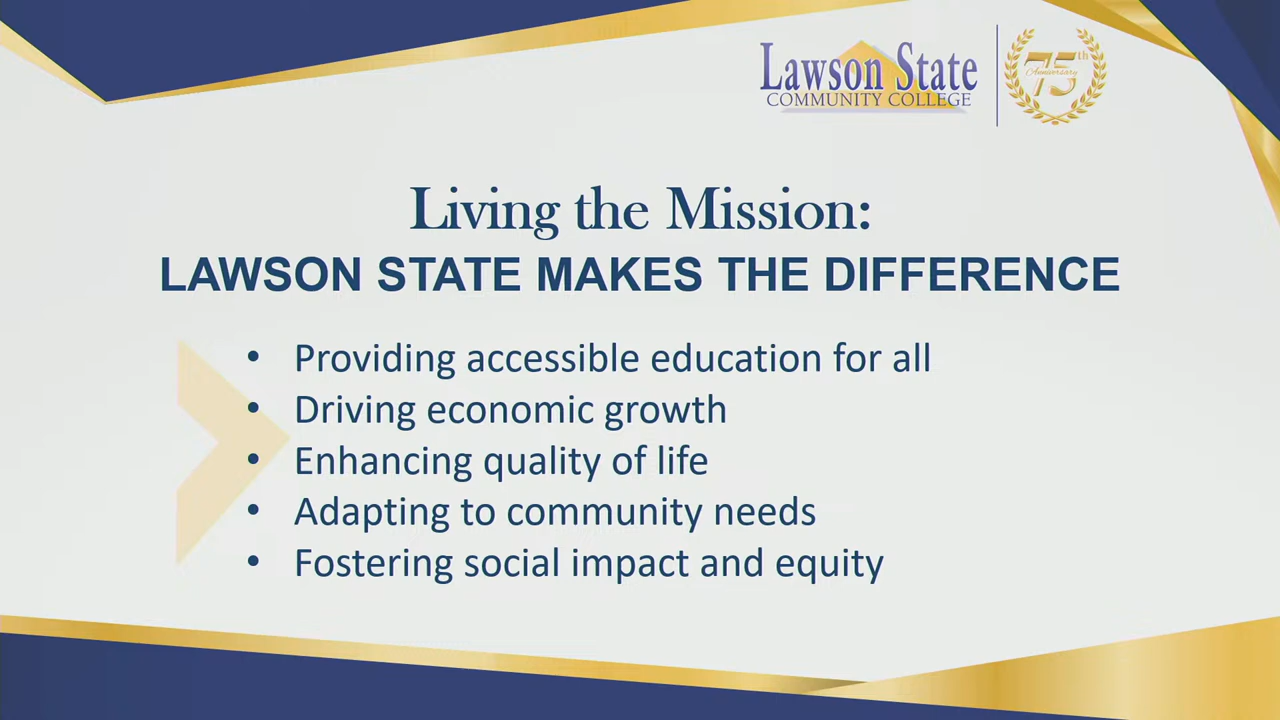 Lawson State
COMMUNITY COLLEGE
75th
Anniversary
Living the Mission:
LAWSON STATE MAKES THE DIFFERENCE
• Providing accessible education for all
• Driving economic growth
• Enhancing quality of life
• Adapting to community needs
• Fostering social impact and equity